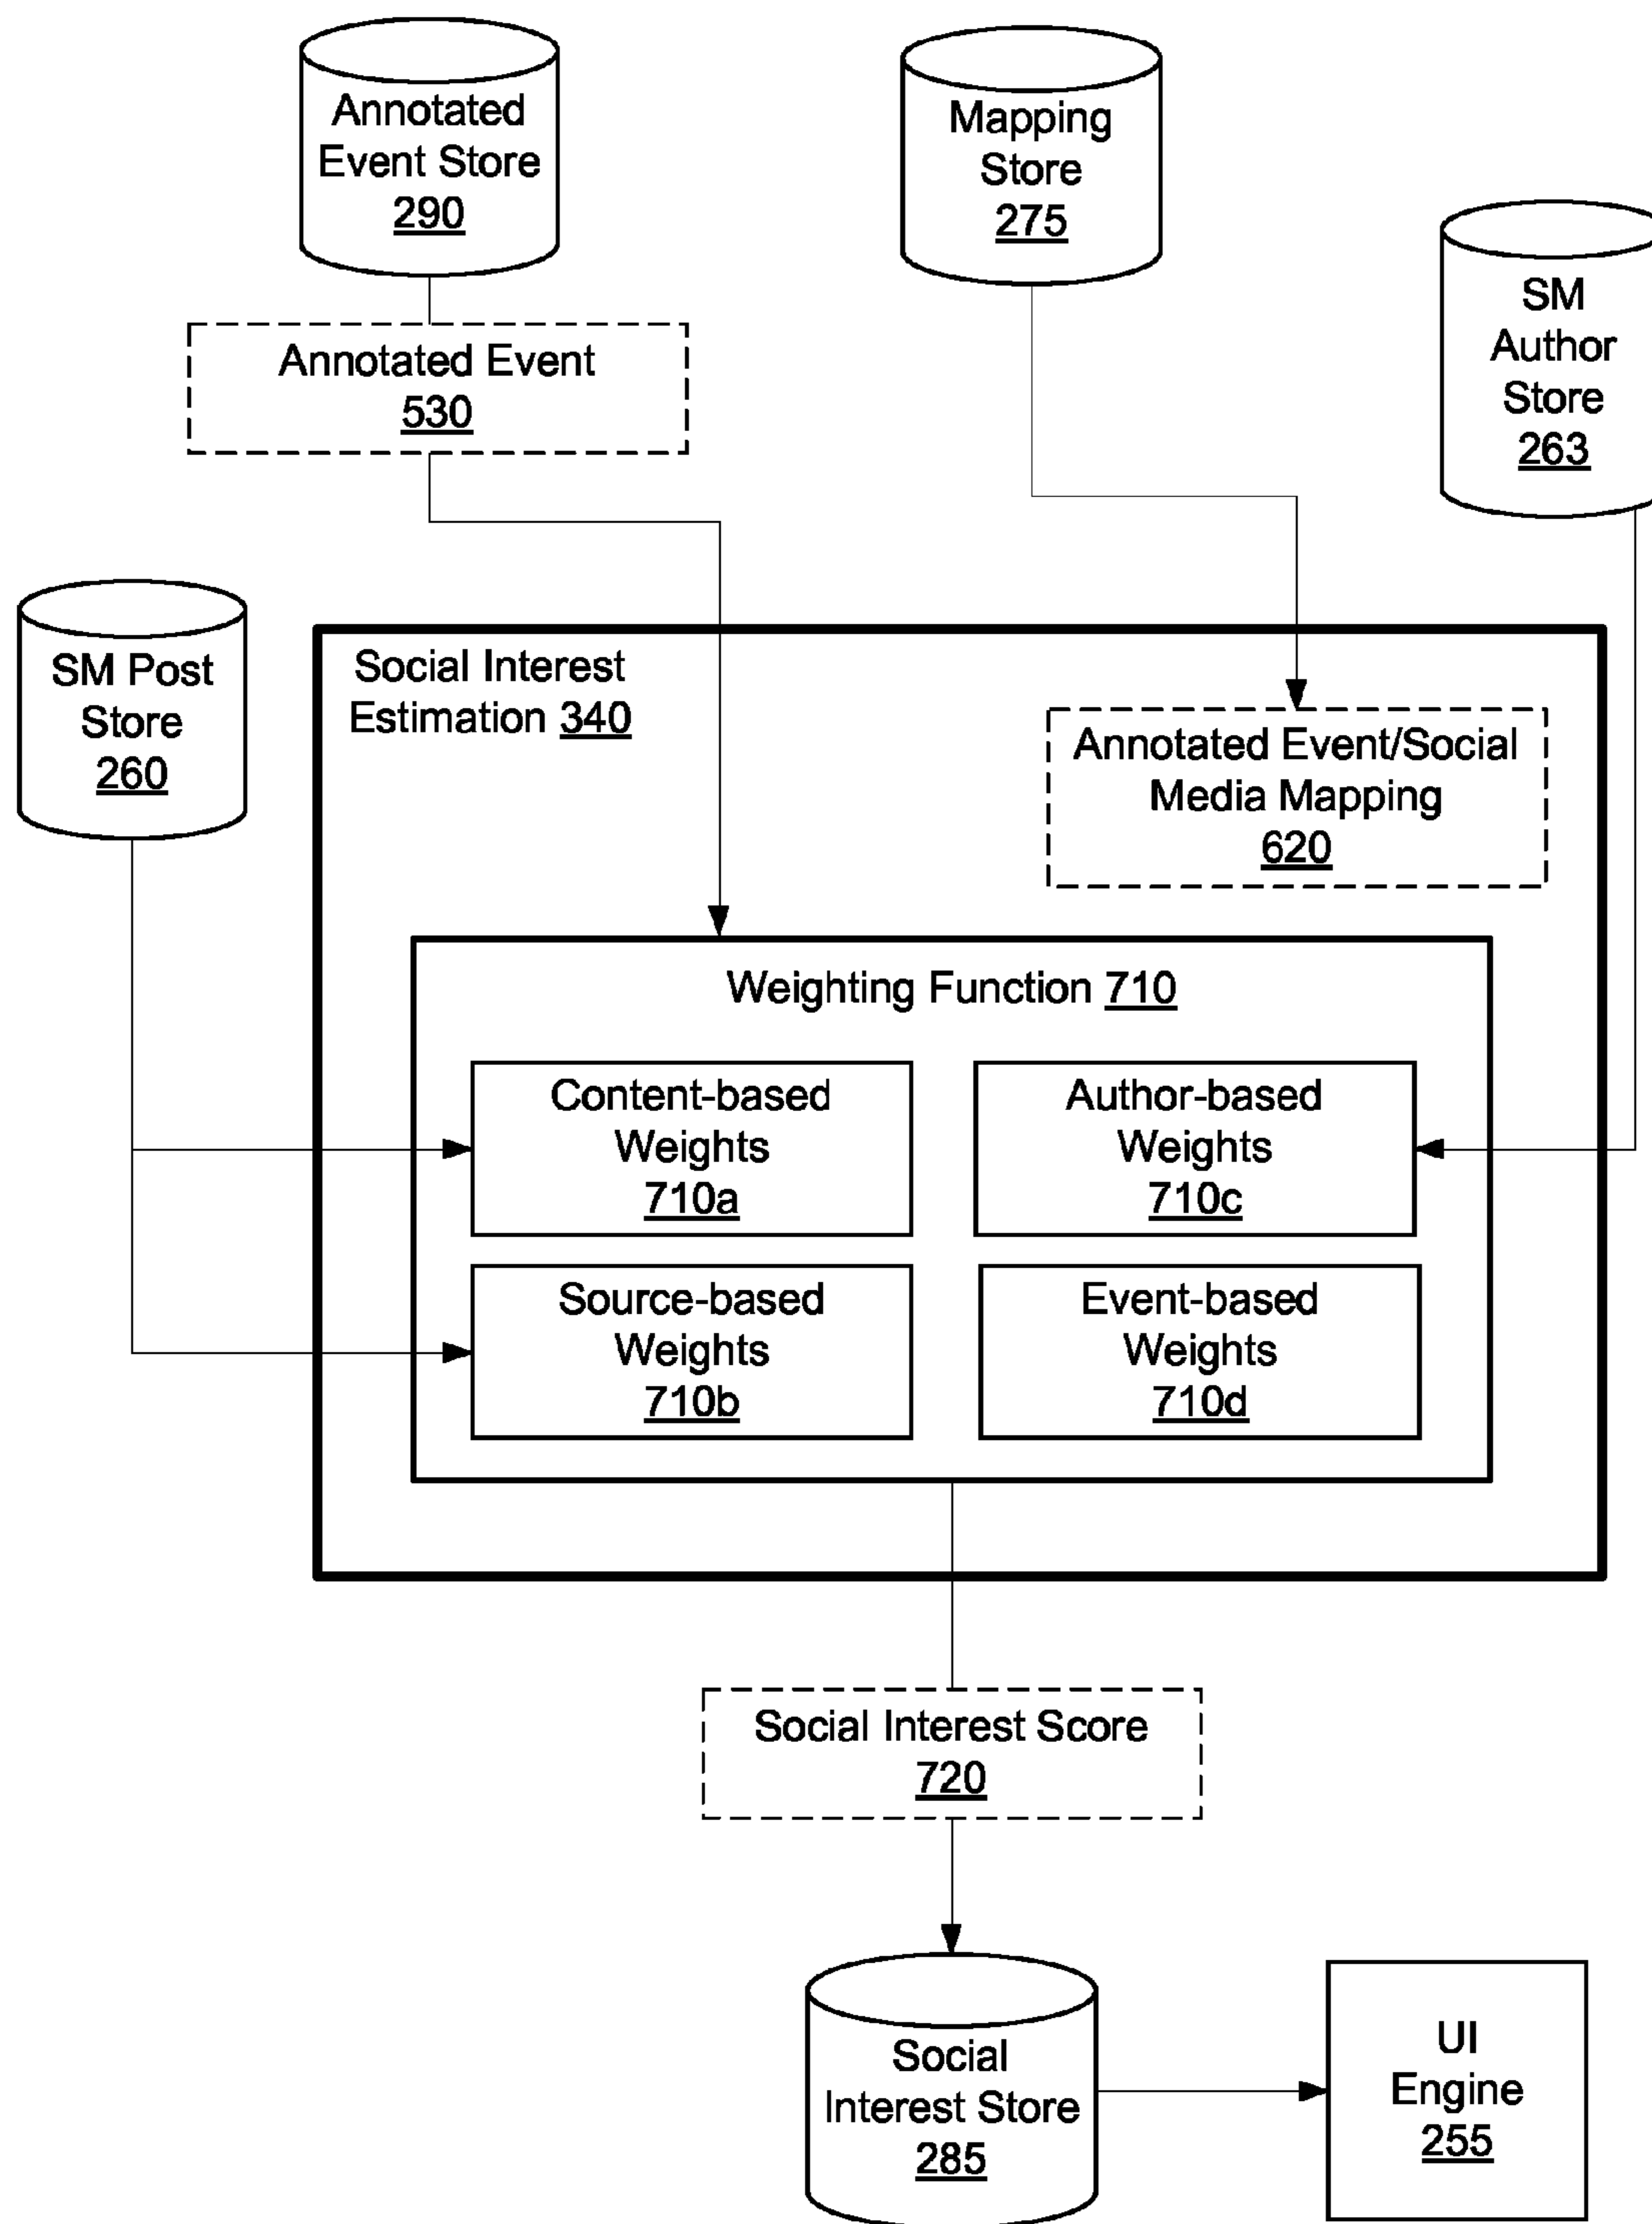 Annotated
Event Store
290
Mapping
Store
275
SM
Author
Store
263
Annotated Event
530
SM Post
Store
260
Social Interest
Estimation 340
Annotated Event/Social
Media Mapping
620
Weighting Function 710
Content-based
Weights
710a
Author-based
Weights
710c
Source-based
Weights
710b
Event-based
Weights
710d
Social Interest Score
720
Social
Interest Store
285
UI
Engine
255